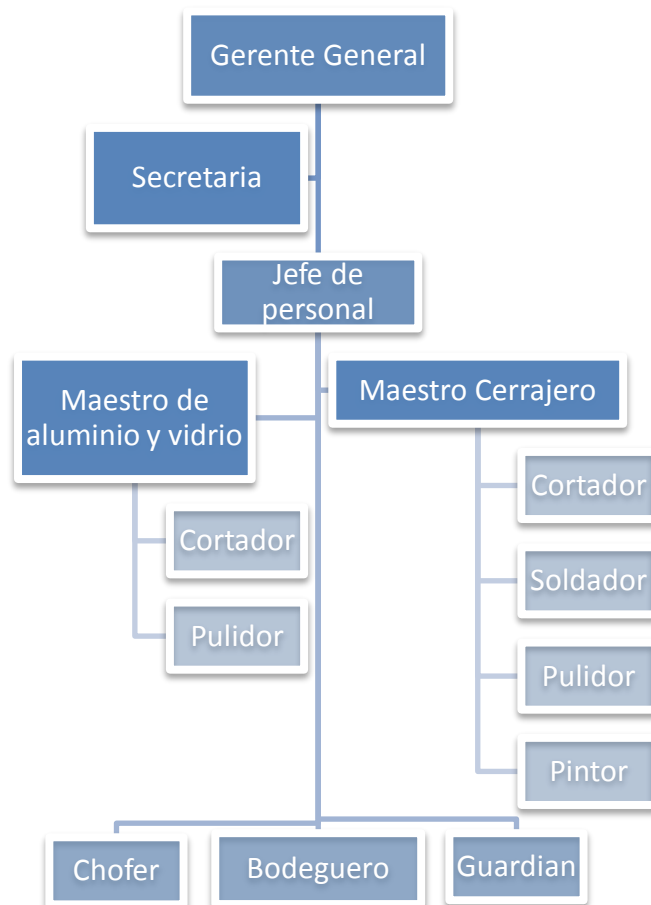 Gerente General
Secretaria
Jefe de
personal
Maestro de
aluminio y vidrio
Maestro Cerrajero
Cortador
Pulidor
Cortador
Soldador
Pulidor
Pintor
Chofer
Bodeguero
Guardian